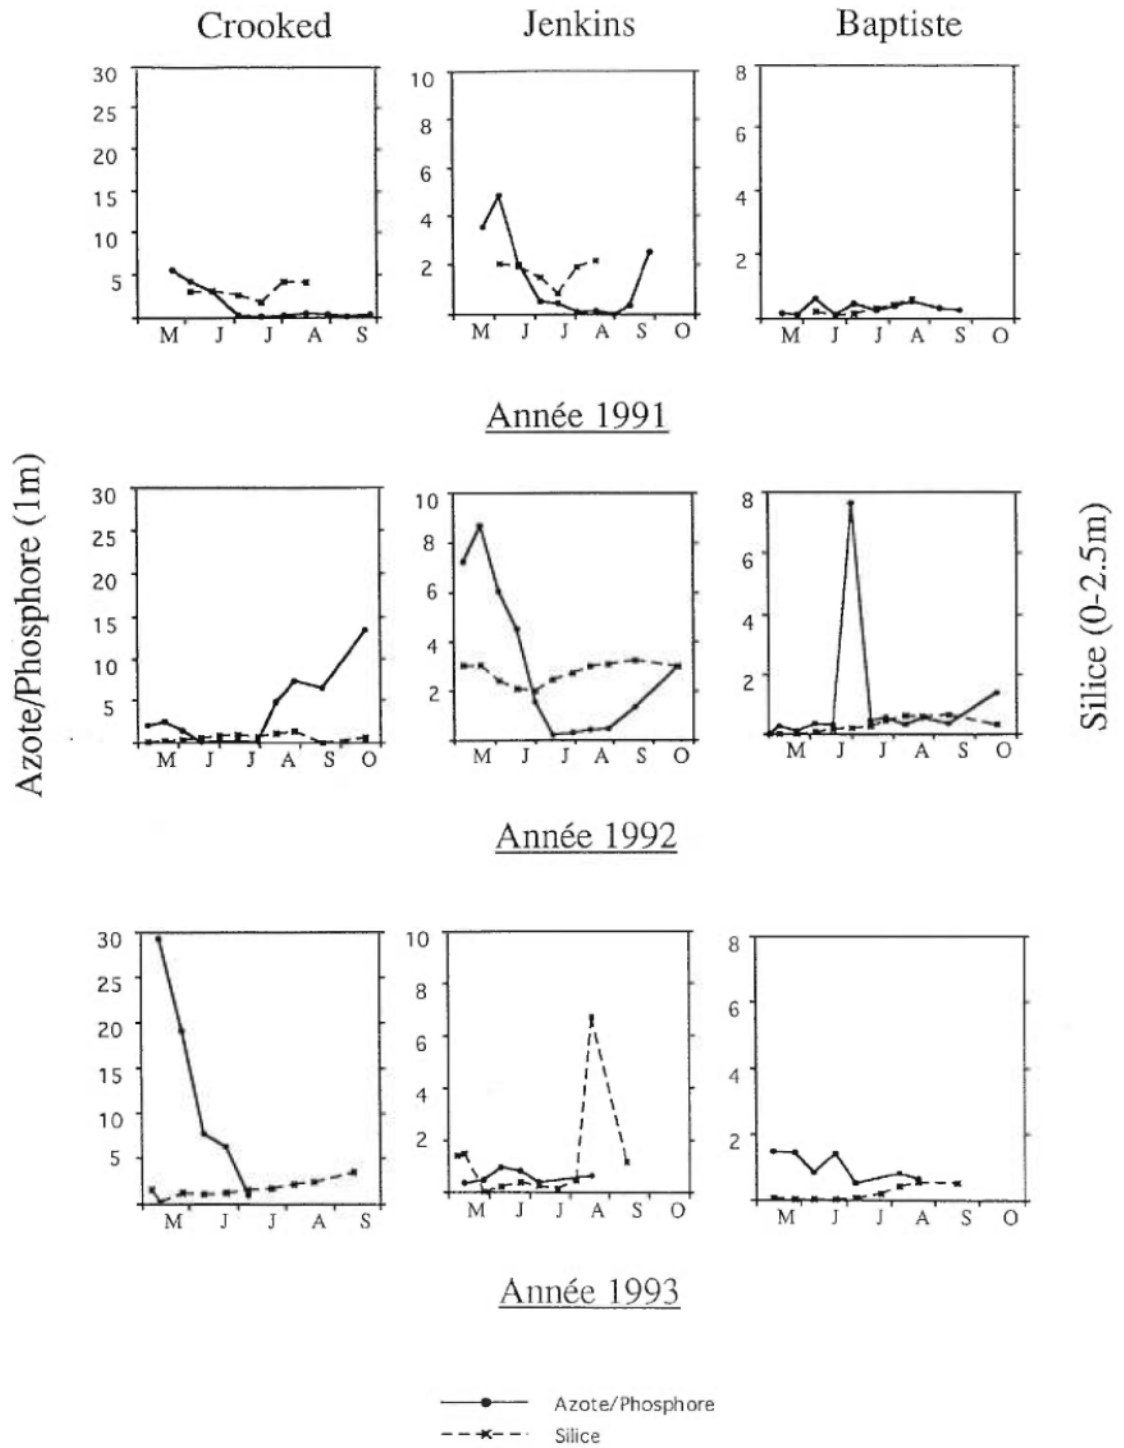 Crooked Jenkins Baptiste
30 25 20 15 10 5
M J J A S
10 8 6 4 2
M J J A S O
8 6 4 2
M J J A S O
Année 1991
Azote/Phosphore (1m)
30 25 20 15 10 5
M J J A S O
10 8 6 4 2
M J J A S O
8 6 4 2
M J J A S O
Silice (0-2.5m)
Année 1992
30 25 20 15 10 5
M J J A S
10 8 6 4 2
M J J A S O
8 6 4 2
M J J A S O
Année 1993
Azote/Phosphore
Silice